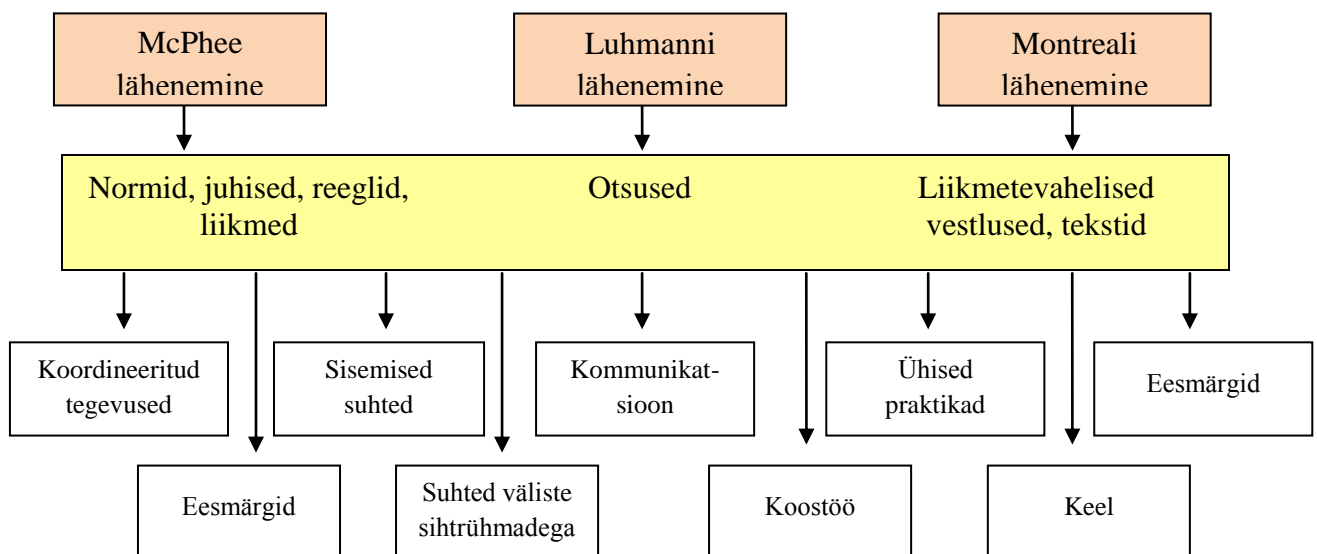 McPhee
lähenemine
Luhmanni
lähenemine
Montreali
lähenemine
Normid, juhised, reeglid,
liikmed
Otsused
Liikmetevahelised
vestlused, tekstid
Koordineeritud
tegevused
Sisemised
suhted
Kommunikat-
sioon
Ühised
praktikad
Eesmärgid
Eesmärgid
Suhted väliste
sihtrühmadega
Koostöö
Keel